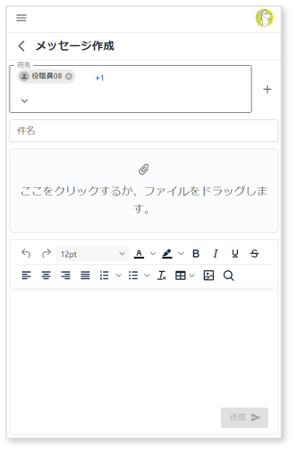 メッセージ作成
宛先
役職員08
+1
件名
ここをクリックするか、ファイルをドラッグしま
す。
12pt
送信